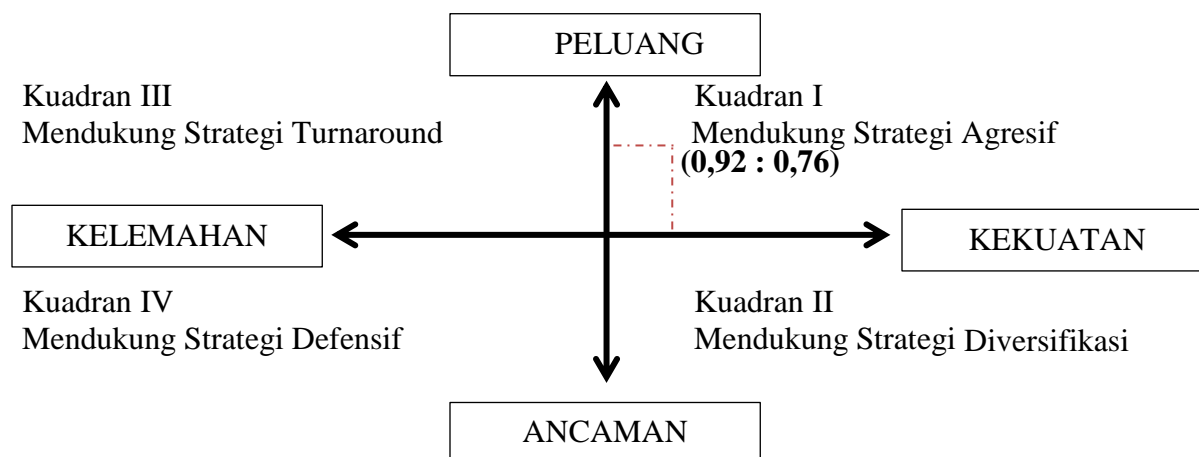 PELUANG
Kuadran III
Mendukung Strategi Turnaround
Kuadran I
Mendukung Strategi Agresif
(0,92 : 0,76)
KELEMAHAN
KEKUATAN
Kuadran IV
Mendukung Strategi Defensif
Kuadran II
Mendukung Strategi Diversifikasi
ANCAMAN